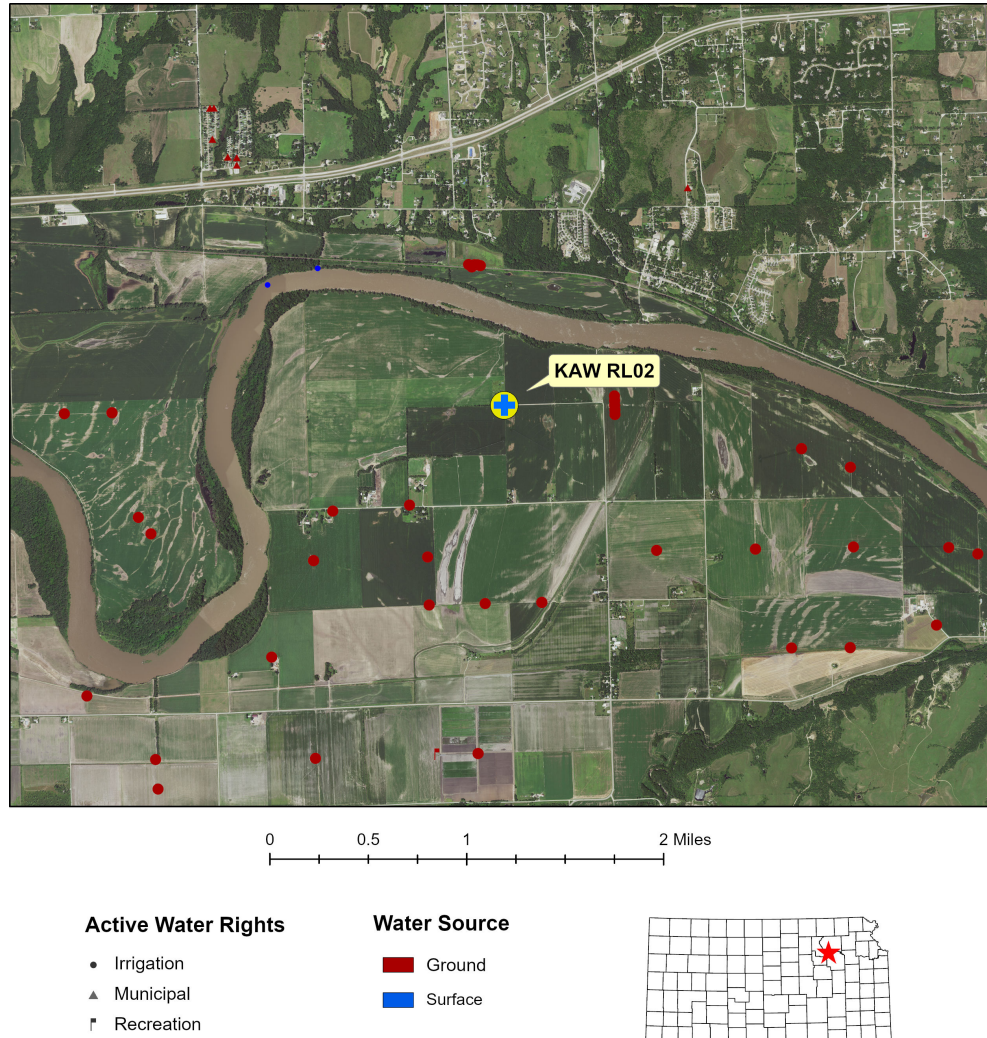 KAW RL02
0 0.5 1 2 Miles
Active Water Rights
Irrigation
Municipal
Recreation
Water Source
Ground
Surface